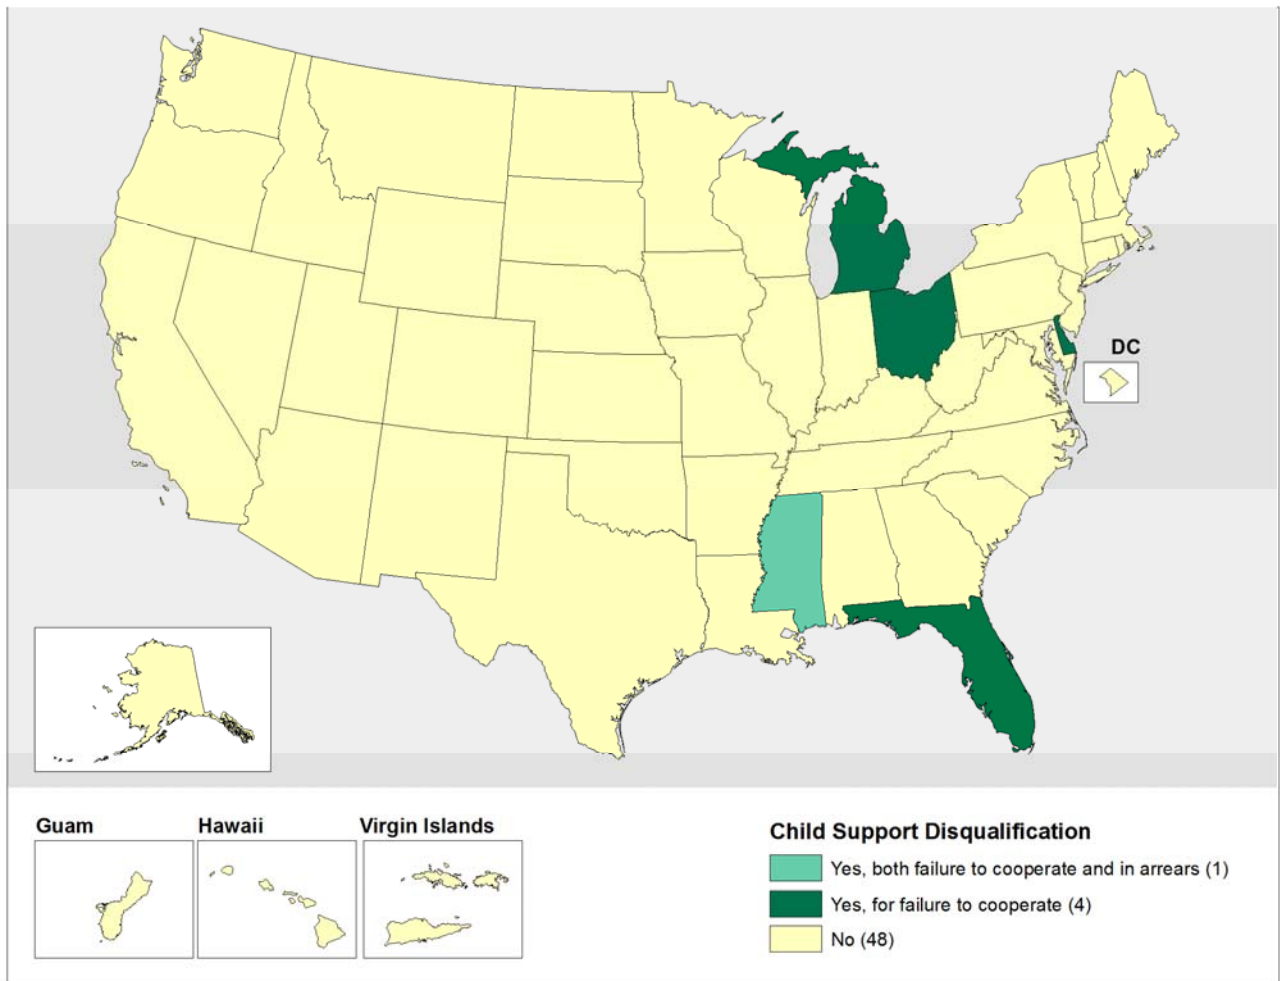 DC
Guam
Hawaii
Virgin Islands
Child Support Disqualification
Yes, both failure to cooperate and in arrears (1)
Yes, for failure to cooperate (4)
No (48)